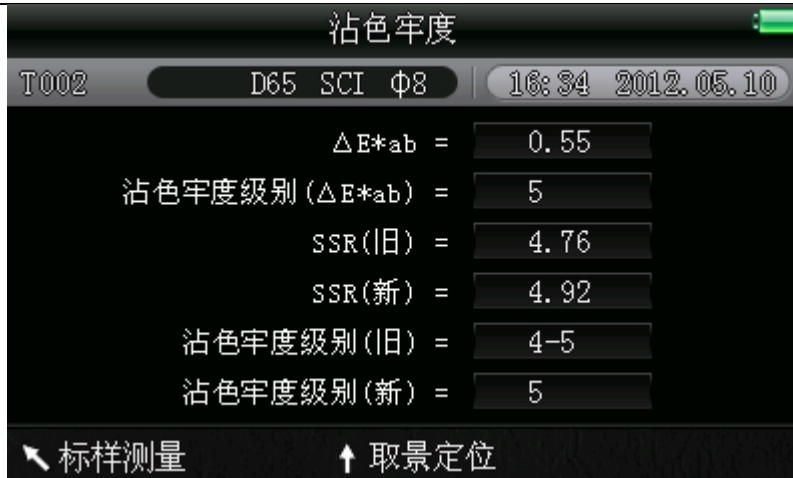 沾色牢度
T002 D65 SCI Φ8 16:34 2012.05.10
△E*ab = 0.55
沾色牢度级别(△E*ab) = 5
SSR(旧) = 4.76
SSR(新) = 4.92
沾色牢度级别(旧) = 4-5
沾色牢度级别(新) = 5
标样测量 取景定位